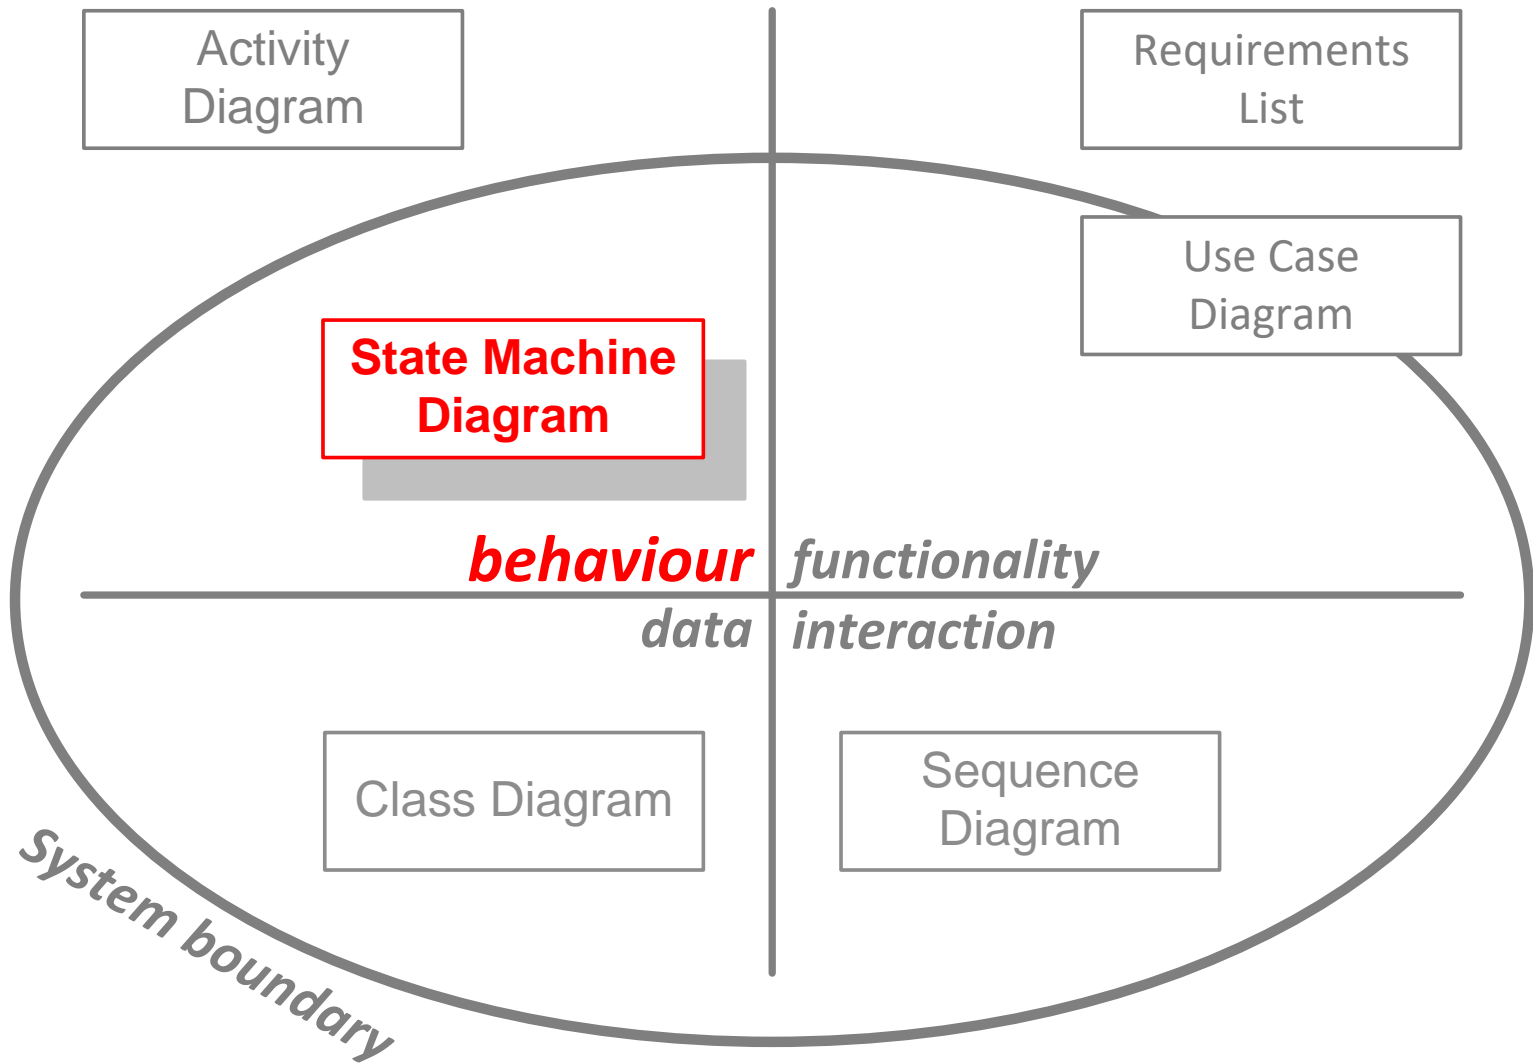 Activity
Diagram
Requirements
List
Use Case
Diagram
State Machine
Diagram
behaviour
functionality
data
interaction
Class Diagram
Sequence
Diagram
System boundary